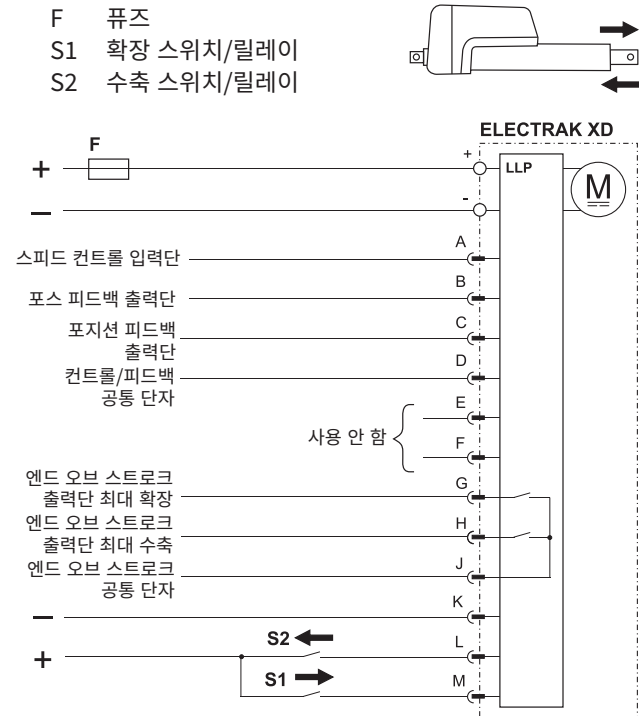 F 퓨즈
S1 확장 스위치/릴레이
S2 수축 스위치/릴레이
ELECTRAK XD
F
+
+
LLP
M
-
A
스피드 컨트롤 입력단
B
포스 피드백 출력단
C
포지션 피드백
출력단
D
컨트롤/피드백
공통 단자
E
사용 안 함
F
G
엔드 오브 스트로크
출력단 최대 확장
H
엔드 오브 스트로크
출력단 최대 수축
J
엔드 오브 스트로크
공통 단자
K
-
S2
L
+
S1
M